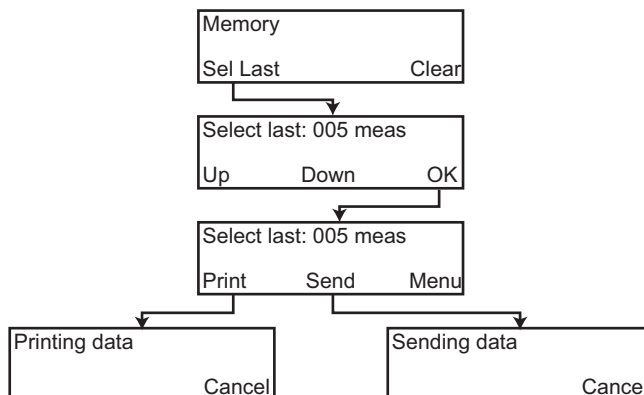 Memory
Sel Last Clear
Select last: 005 meas
Up Down OK
Select last: 005 meas
Print Send Menu
Printing data
Cancel
Sending data
Cance